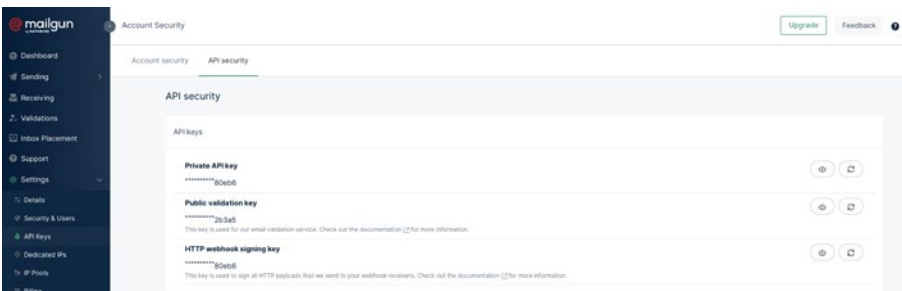 mailgun
Account Security
Upgrade
Feedback
Dashboard
Sending
Receiving
Validations
Inbox Placement
Support
Settings
Details
Security & Users
API Keys
Dedicated IPs
IP Pools
Account security
API security
API security
API keys
Private API key
**********80eb6
Public validation key
**********2b3a5
This key is used for our email validation service. Check out the documentation for more information.
HTTP webhook signing key
**********80eb6
This key is used to sign all HTTP payloads that we send to your webhook receivers. Check out the documentation for more information.